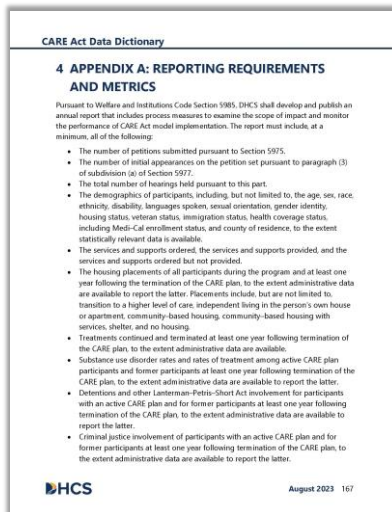 CARE Act Data Dictionary
4 APPENDIX A: REPORTING REQUIREMENTS
AND METRICS
Pursuant to Welfare and Institutions Code Section 5985, DHCS shall develop and publish an
annual report that includes process measures to examine the scope of impact and monitor
the performance of CARE Act model implementation. The report must include, at a
minimum, all of the following:
• The number of petitions submitted pursuant to Section 5975.
• The number of initial appearances on the petition set pursuant to paragraph (3)
of subdivision (a) of Section 5977.
• The total number of hearings held pursuant to this part.
• The demographics of participants, including, but not limited to, the age, sex, race,
ethnicity, disability, languages spoken, sexual orientation, gender identity,
housing status, veteran status, immigration status, health coverage status,
including Medi-Cal enrollment status, and county of residence, to the extent
statistically relevant data is available.
• The services and supports ordered, the services and supports provided, and the
services and supports ordered but not provided.
• The housing placements of all participants during the program and at least one
year following the termination of the CARE plan, to the extent administrative data
are available to report the latter. Placements include, but are not limited to,
transition to a higher level of care, independent living in the person's own house
or apartment, community-based housing, community-based housing with
services, shelter, and no housing.
• Treatments continued and terminated at least one year following termination of
the CARE plan, to the extent administrative data are available.
• Substance use disorder rates and rates of treatment among active CARE plan
participants and former participants at least one year following termination of the
CARE plan, to the extent administrative data are available to report the latter.
• Detentions and other Lanterman-Petris-Short Act involvement for participants
with an active CARE plan and for former participants at least one year following
termination of the CARE plan, to the extent administrative data are available to
report the latter.
• Criminal justice involvement of participants with an active CARE plan and for
former participants at least one year following termination of the CARE plan, to
the extent administrative data are available to report the latter.
DHCS
August 2023 167